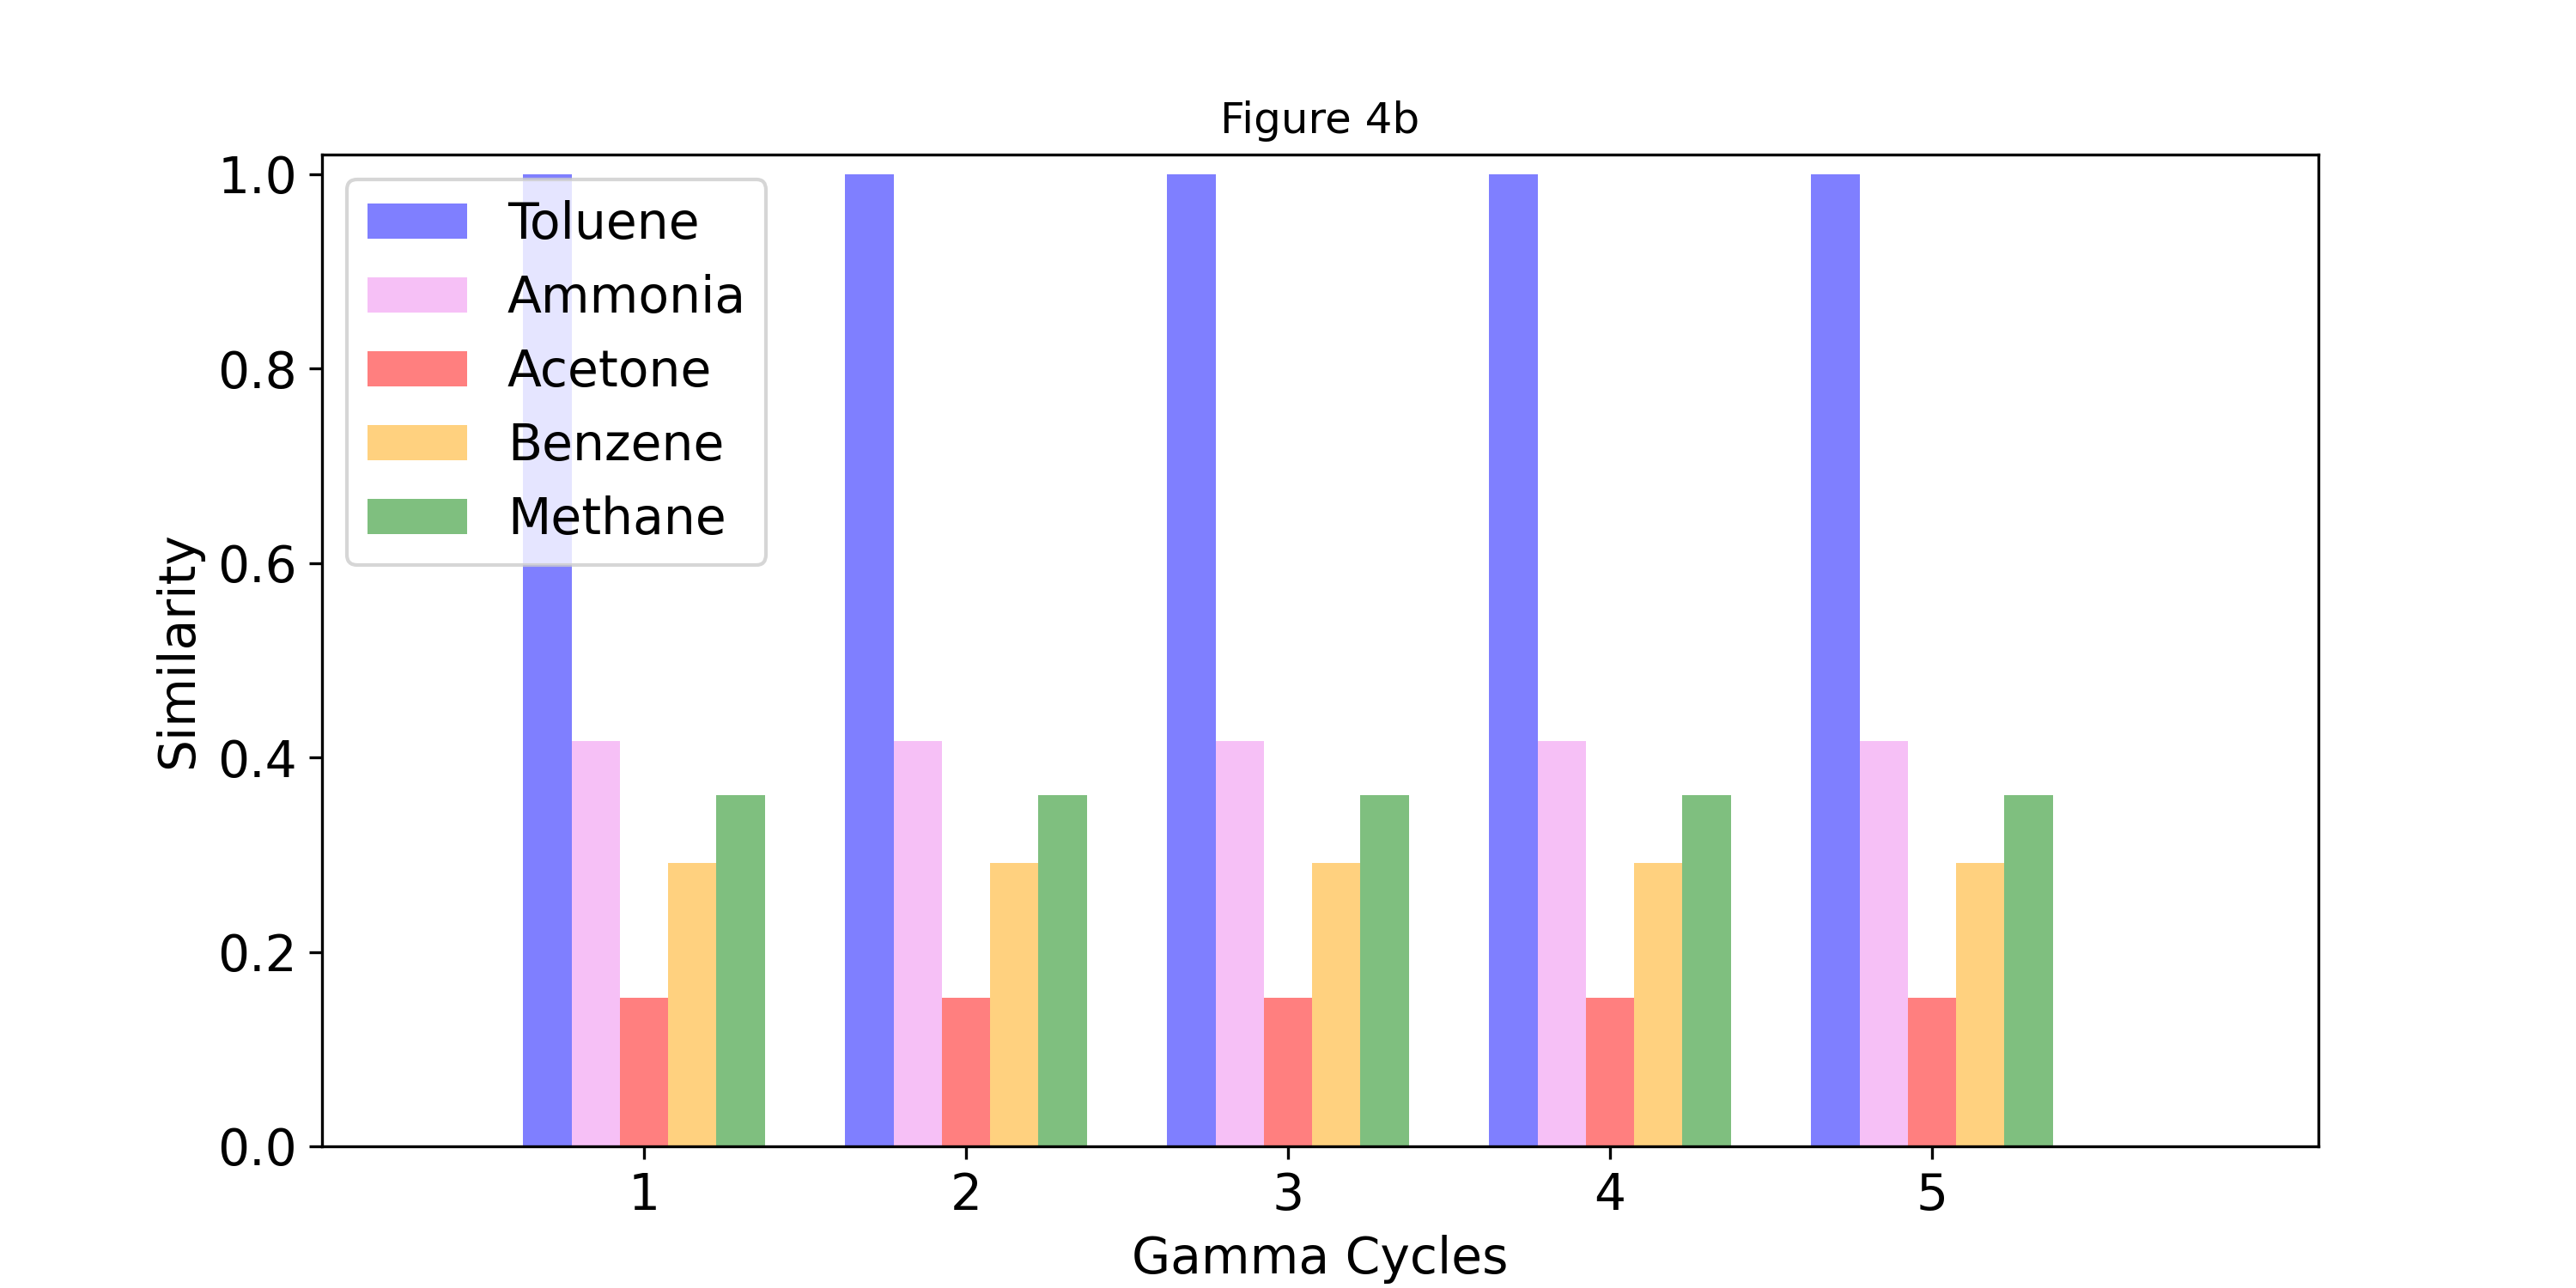 Figure 4b
1.0
0.8
0.6
0.4
0.2
0.0
Similarity
Toluene
Ammonia
Acetone
Benzene
Methane
1 2 3 4 5
Gamma Cycles